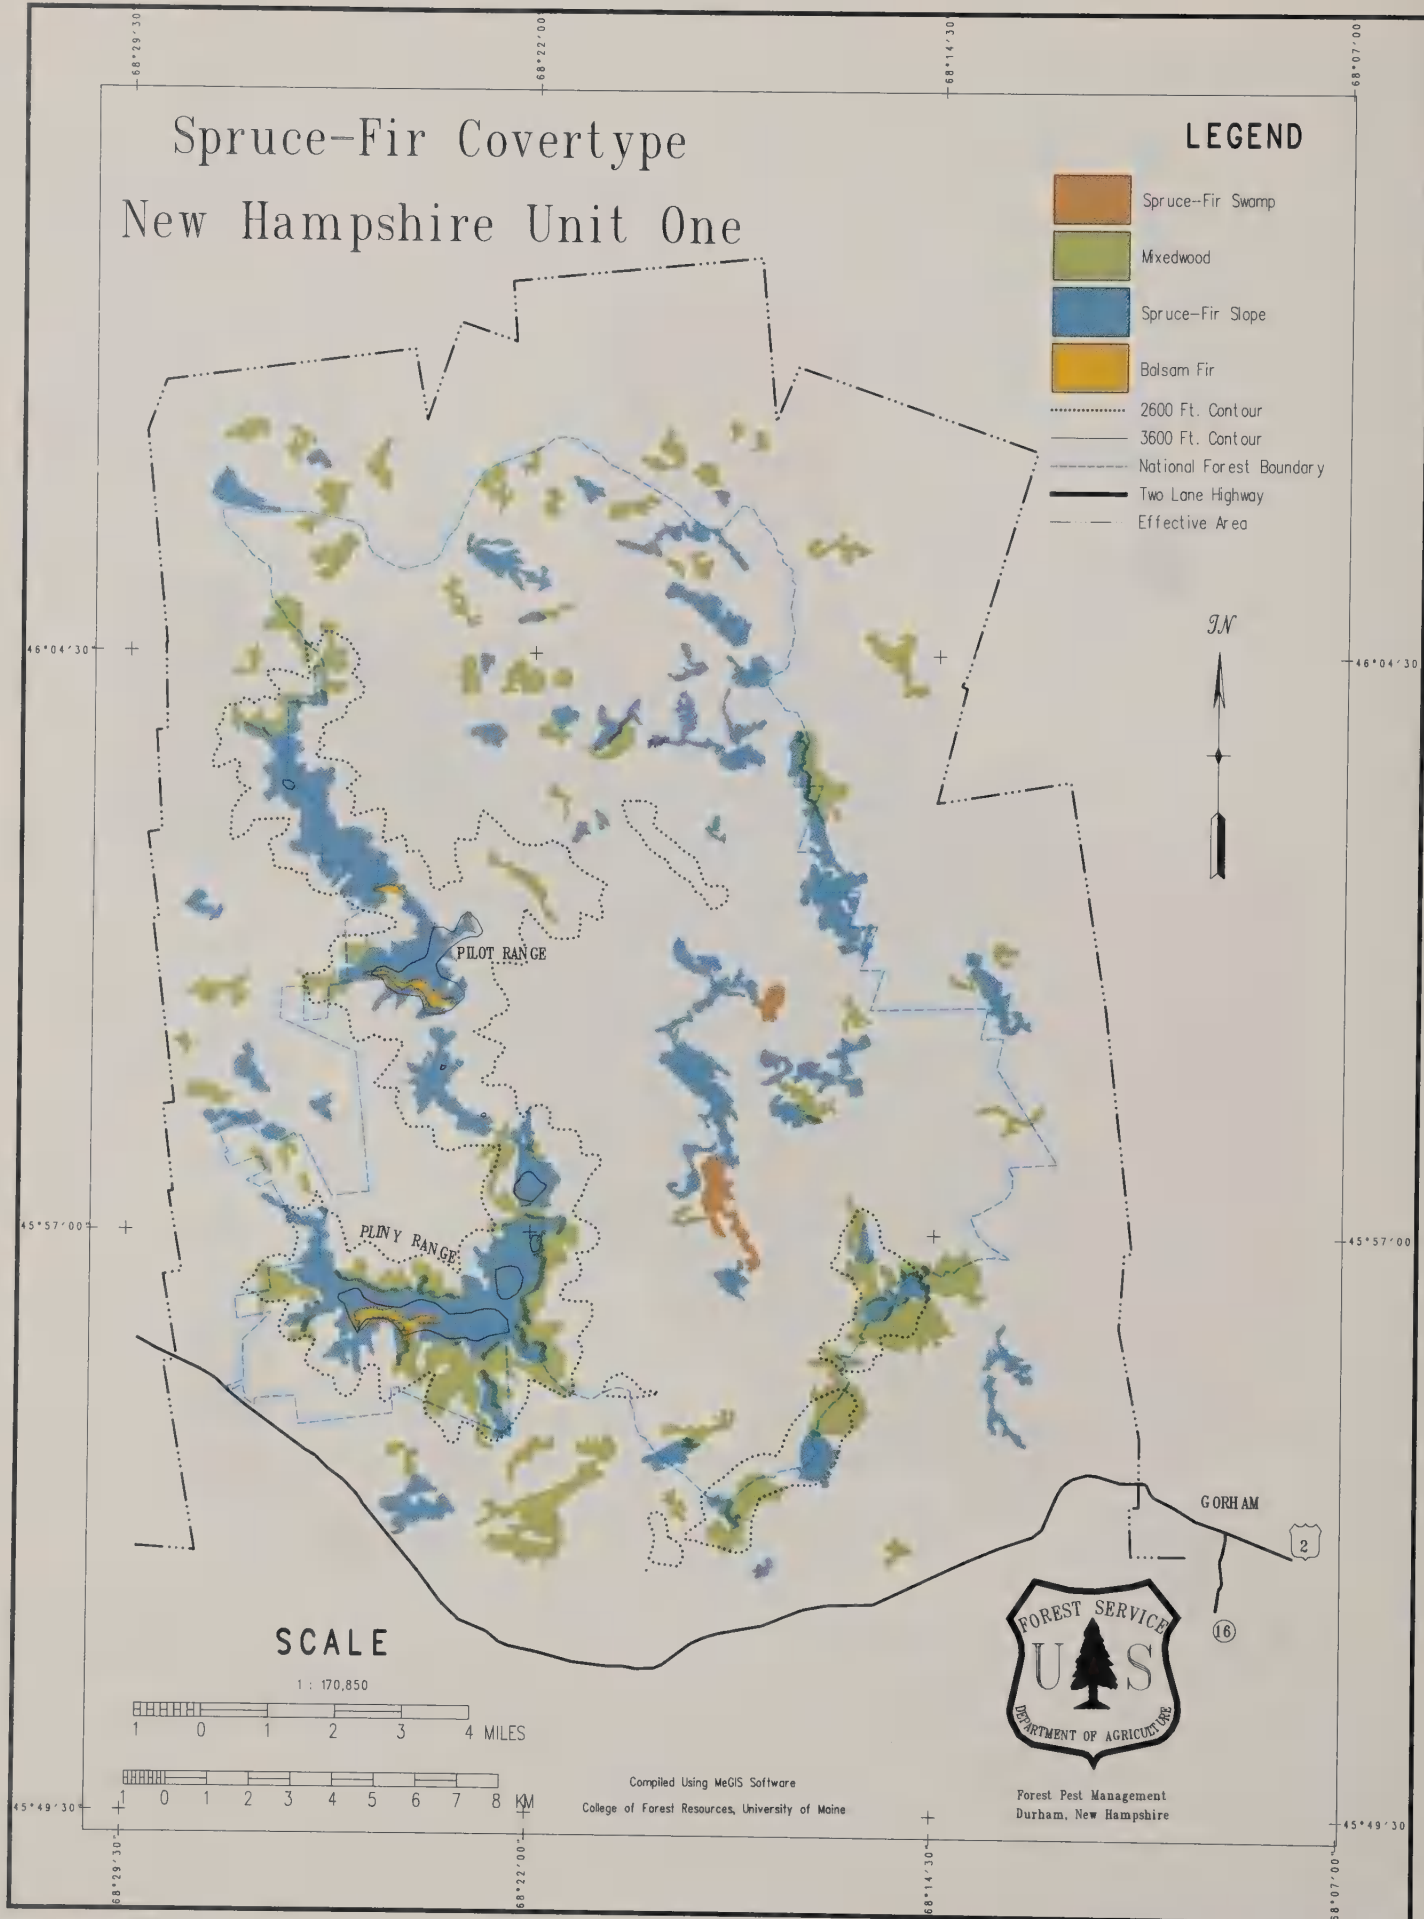 68°29'30"
68°22'00"
68°14'30"
68°07'00"
Spruce-Fir Covertype
New Hampshire Unit One
LEGEND
Spruce-Fir Swamp
Mixedwood
Spruce-Fir Slope
Balsam Fir
2600 Ft. Contour
3600 Ft. Contour
National Forest Boundary
Two Lane Highway
Effective Area
N
46°04'30"
46°04'30"
PILOT RANGE
45°57'00"
45°57'00"
PLINY RANGE
GORHAM
2
16
FOREST SERVICE
U S
DEPARTMENT OF AGRICULTURE
SCALE
1 : 170,850
1 0 1 2 3 4 MILES
1 0 1 2 3 4 5 6 7 8 KM
Compiled Using MeGIS Software
College of Forest Resources, University of Maine
Forest Pest Management
Durham, New Hampshire
45°49'30"
45°49'30"
68°29'30"
68°22'00"
68°14'30"
68°07'00"